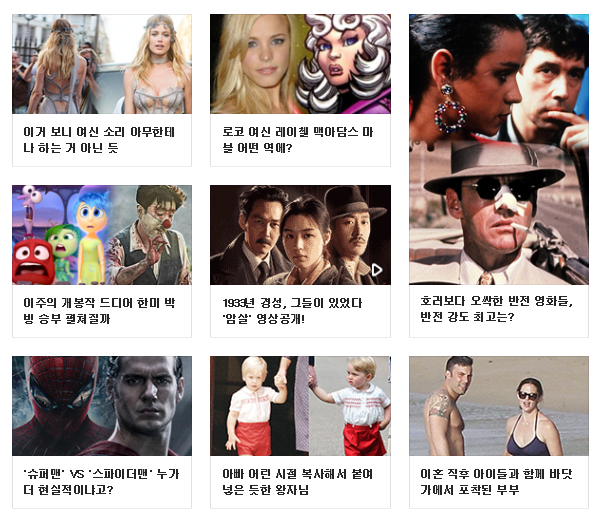 이거 보니 여신 소리 아무한테
나 하는 거 아닌 듯
로코 여신 레이첼 맥아담스 마
블 어떤 역에?
이주의 개봉작 드디어 한미 박
빙 승부 펼쳐질까
1933년 경성, 그들이 있었다
'암살' 영상공개!
호러보다 오싹한 반전 영화들,
반전 강도 최고는?
'슈퍼맨' VS '스파이더맨' 누가
더 현실적이냐고?
아빠 어린 시절 복사해서 붙여
넣은 듯한 왕자님
이혼 직후 아이들과 함께 바닷
가에서 포착된 부부